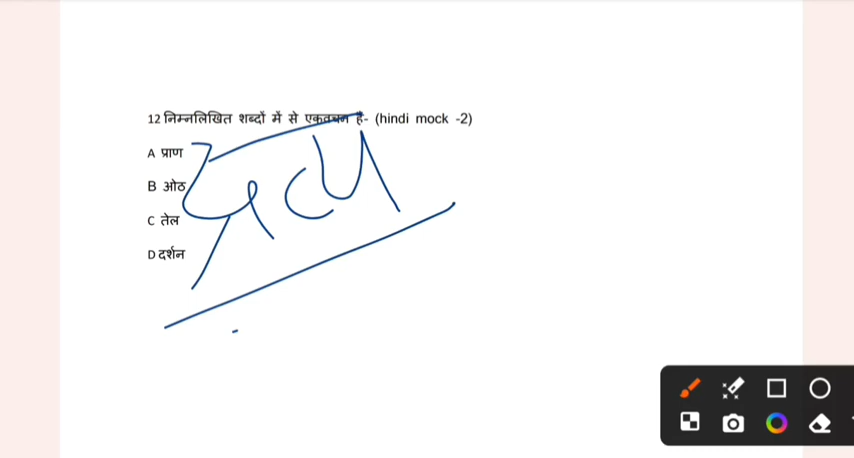 12 निम्नलिखित शब्दों में से एकवचन है- (hindi mock -2)
A प्राण
B ओठ
C तेल
D दर्शन